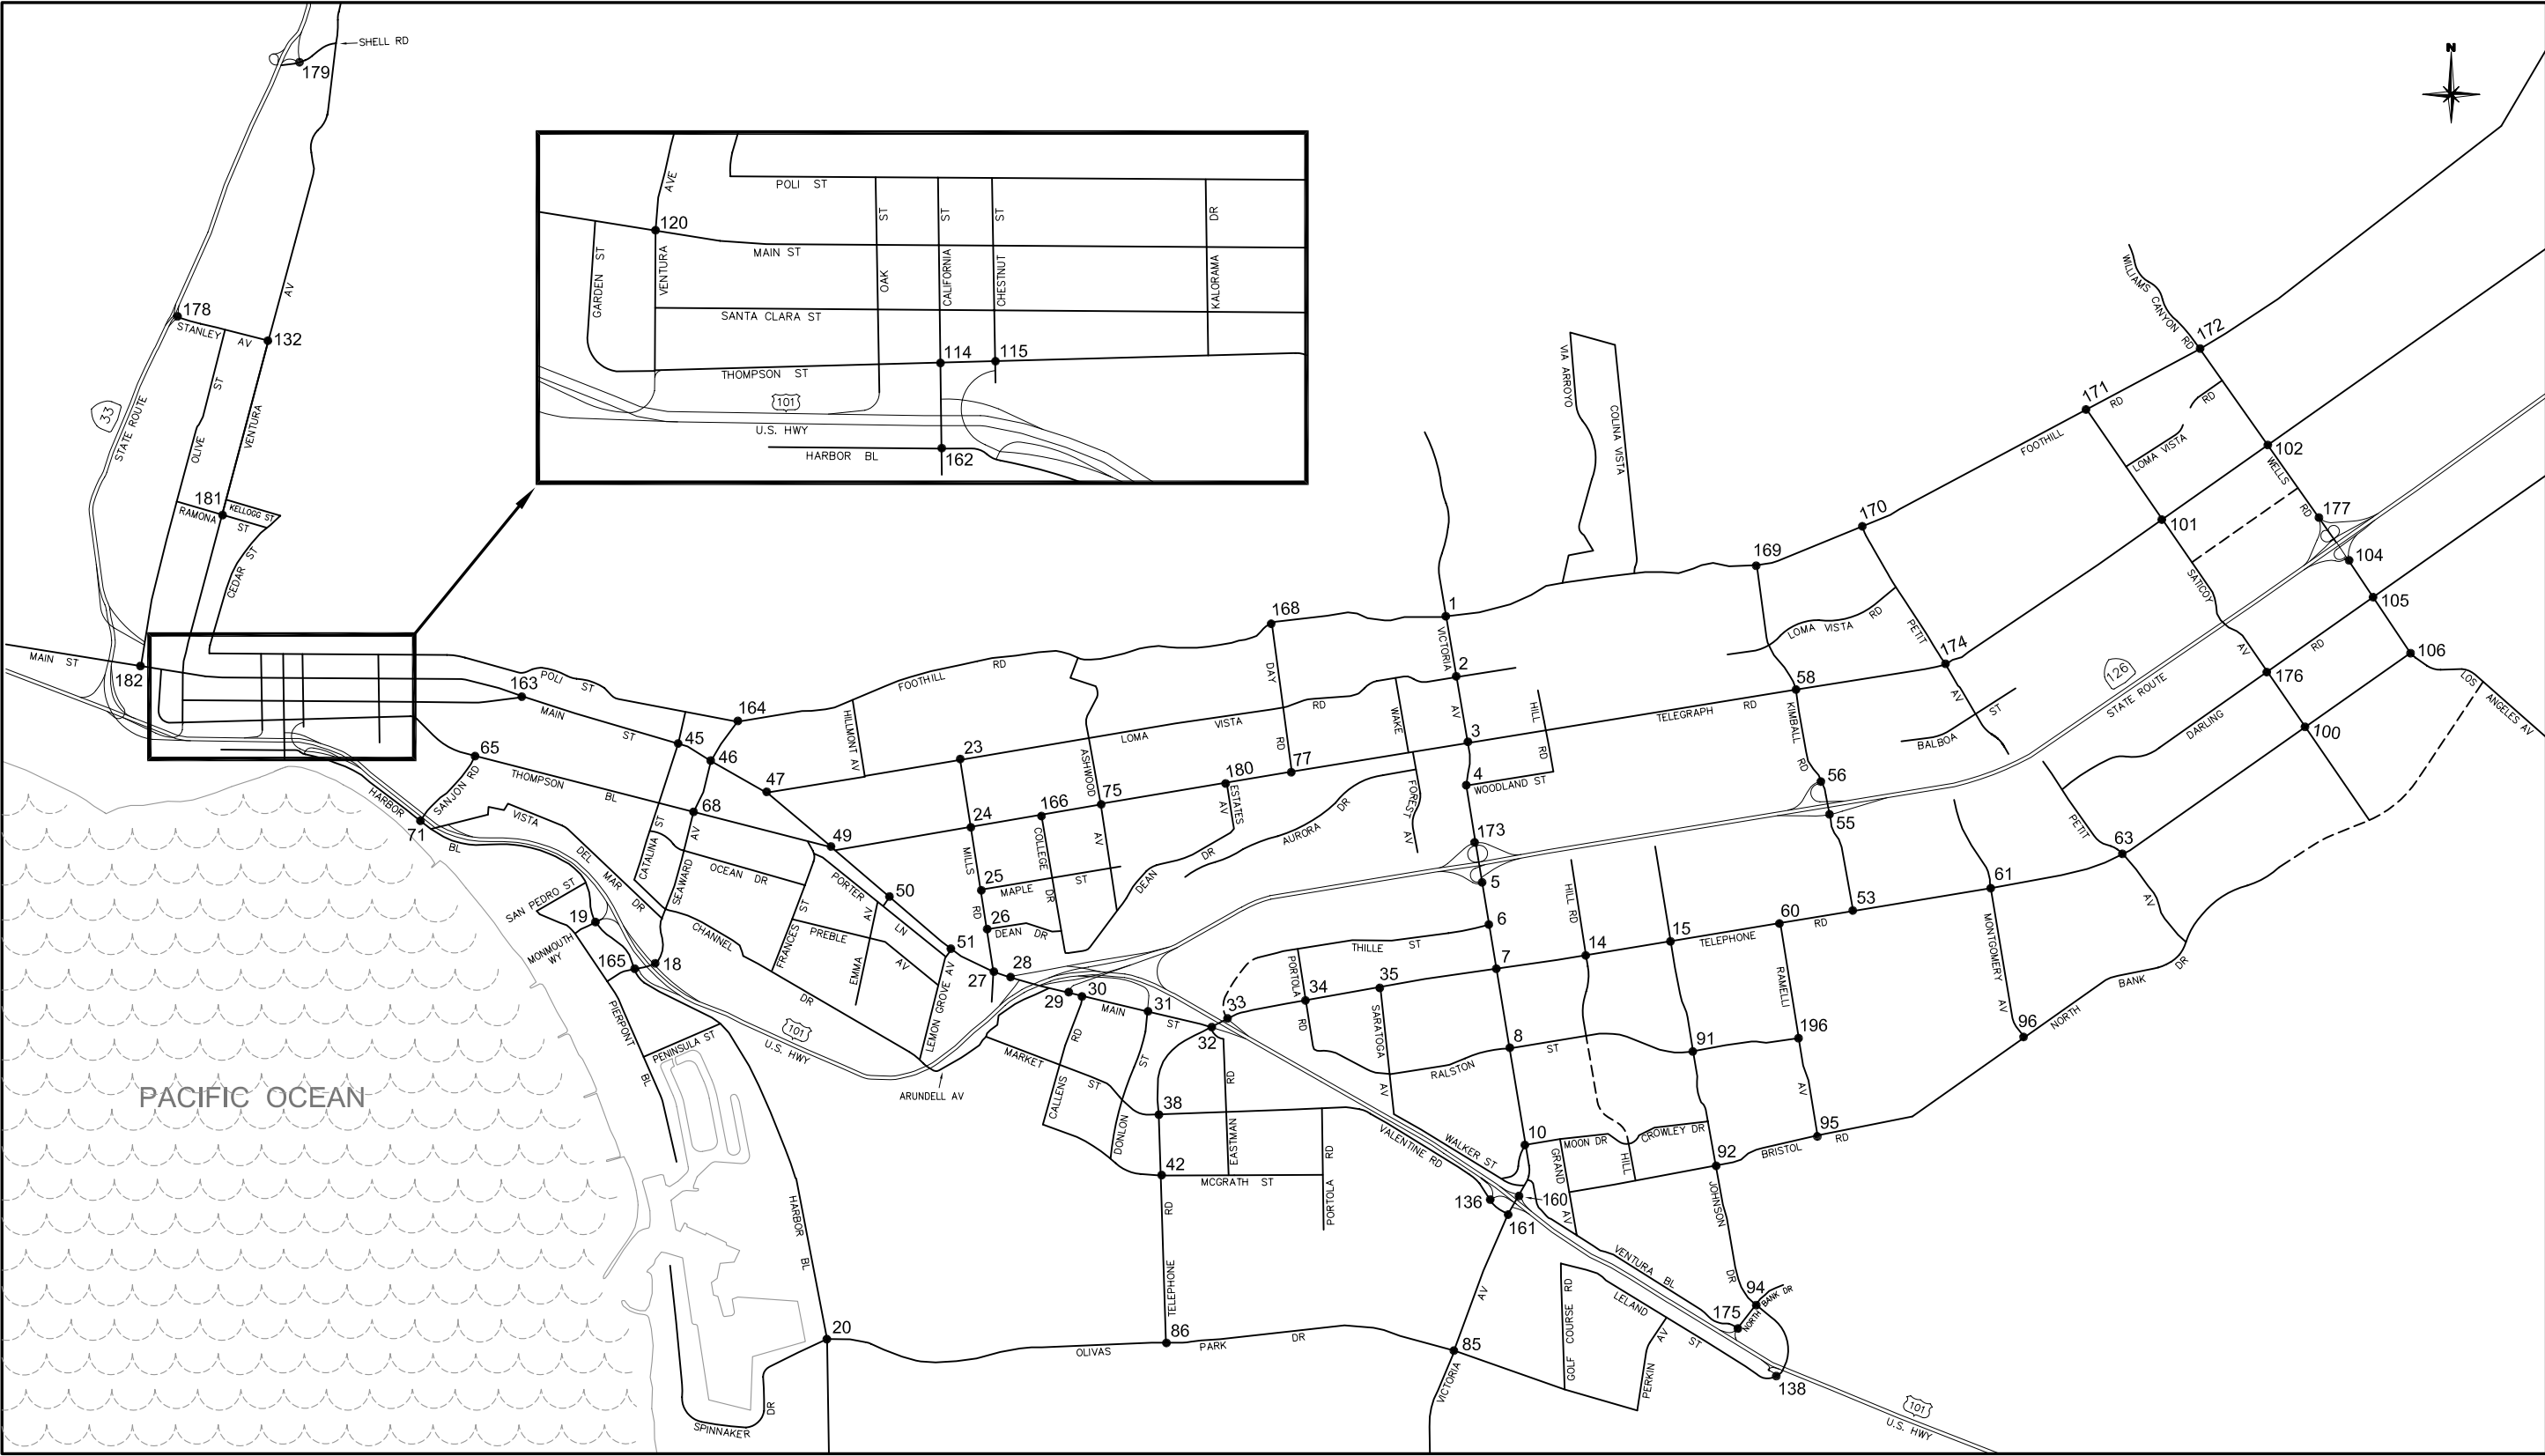 N
SHELL RD
179
178
STANLEY AV
132
AV
33
STATE ROUTE
OLIVE ST
VENTURA
181
KELLOGG ST
RAMONA ST
CEDAR ST
MAIN ST
182
POLI ST
AVE
120
MAIN ST
GARDEN ST
VENTURA
OAK ST
CALIFORNIA ST
CHESTNUT ST
KALORAMA DR
SANTA CLARA ST
114
115
THOMPSON ST
101
U.S. HWY
HARBOR BL
162
WILLIAMS CANYON RD
172
171
FOOTHILL RD
RD
LOMA VISTA
102
WELLS RD
177
104
101
SATICOY AV
105
106
LOS ANGELES AV
176
DARLING RD
100
126
STATE ROUTE
VIA ARROYO
COLINA VISTA
170
169
168
1
VICTORIA AV
2
3
4
WOODLAND ST
HILL RD
LOMA VISTA RD
PETIT AV
174
58
KIMBALL RD
TELEGRAPH RD
BALBOA ST
56
55
PETIT AV
63
61
MONTGOMERY AV
53
60
TELEPHONE RD
RAMELLI AV
196
96
NORTH BANK DR
95
BRISTOL RD
163
POLI ST
MAIN ST
164
FOOTHILL RD
HILLMONT AV
DAY RD
LOMA VISTA RD
WAKE
FOREST AV
77
45
46
47
23
65
SANJON RD
THOMPSON BL
68
49
24
166
75
ASHWOOD AV
180
ESTATES AV
AURORA DR
DEAN DR
173
5
6
71
HARBOR BL
VISTA DEL MAR DR
CATALINA ST
SEAWARD AV
OCEAN DR
PORTER LN
50
MILLS RD
25
MAPLE ST
COLLEGE DR
26
DEAN DR
51
27
28
FRANCES ST
PREBLE AV
EMMA AV
LEMON GROVE AV
CHANNEL DR
SAN PEDRO ST
19
MONMOUTH WY
165
18
PIERPONT BL
PENINSULA ST
101
U.S. HWY
ARUNDELL AV
29
30
MAIN ST
31
32
33
MARKET ST
CALLENS RD
DONLON ST
EASTMAN RD
THILLE ST
PORTOLA RD
34
35
SARATOGA AV
7
14
HILL RD
15
8
RALSTON ST
91
38
42
MCGRATH ST
PORTOLA RD
VALENTINE RD
WALKER ST
10
MOON DR
CROWLEY DR
GRAND AV
HILL
92
JOHNSON DR
136
160
161
VENTURA BL
94
NORTH BANK DR
175
PACIFIC OCEAN
HARBOR BL
20
SPINNAKER DR
TELEPHONE RD
86
OLIVAS PARK DR
85
VICTORIA AV
GOLF COURSE RD
LELAND ST
PERKIN AV
138
101
U.S. HWY